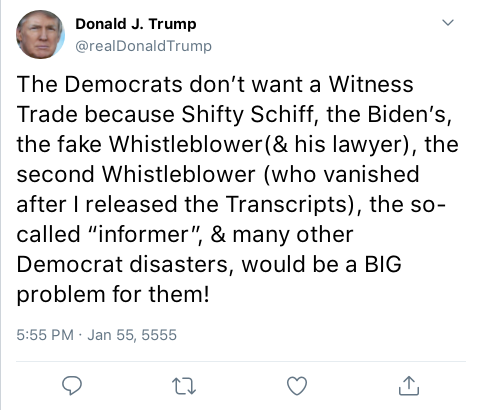 Donald J. Trump
@realDonaldTrump
The Democrats don’t want a Witness
Trade because Shifty Schiff, the Biden’s,
the fake Whistleblower(& his lawyer), the
second Whistleblower (who vanished
after I released the Transcripts), the so-
called “informer”, & many other
Democrat disasters, would be a BIG
problem for them!
5:55 PM · Jan 55, 5555